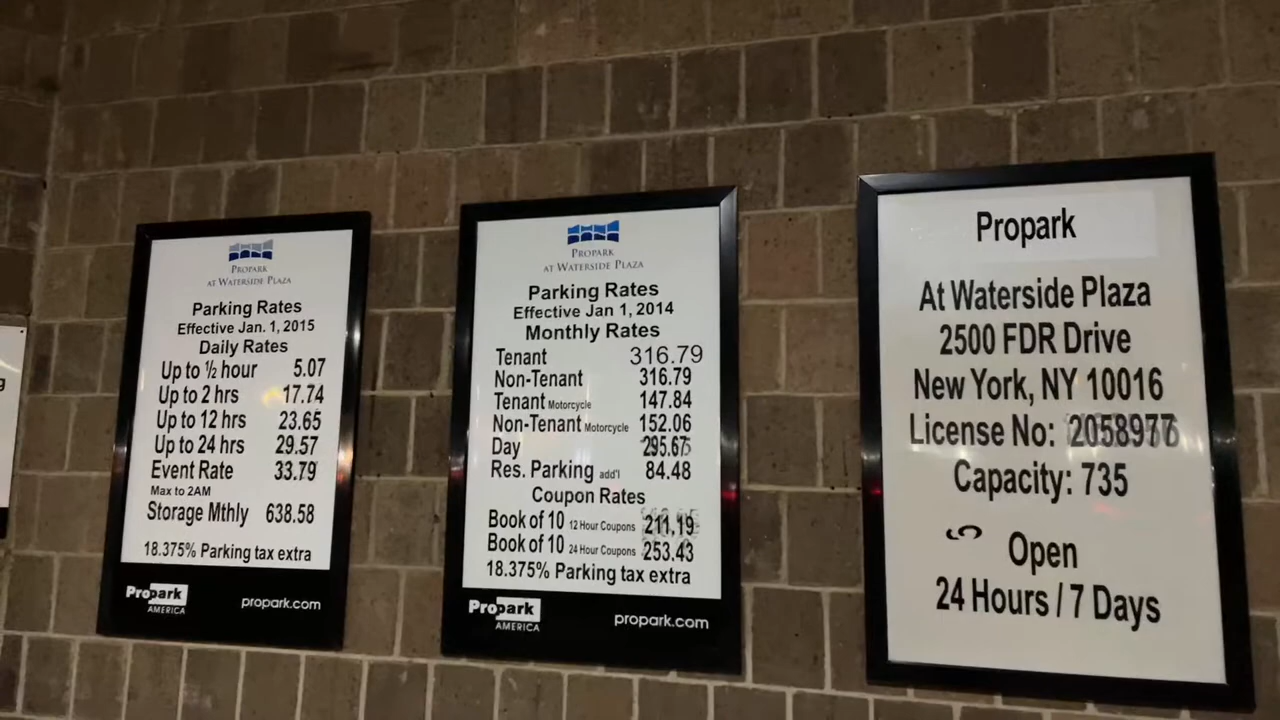 PROPARK
AT WATERSIDE PLAZA
Parking Rates
Effective Jan. 1, 2015
Daily Rates
Up to ½ hour 5.07
Up to 2 hrs 17.74
Up to 12 hrs 23.65
Up to 24 hrs 29.57
Event Rate 33.79
Max to 2AM
Storage Mthly 638.58
18.375% Parking tax extra
Propark
AMERICA
propark.com
PROPARK
AT WATERSIDE PLAZA
Parking Rates
Effective Jan 1, 2014
Monthly Rates
Tenant 316.79
Non-Tenant 316.79
Tenant Motorcycle 147.84
Non-Tenant Motorcycle 152.06
Day 295.67
Res. Parking add'l 84.48
Coupon Rates
Book of 10 12 Hour Coupons 211.19
Book of 10 24 Hour Coupons 253.43
18.375% Parking tax extra
Propark
AMERICA
propark.com
Propark
At Waterside Plaza
2500 FDR Drive
New York, NY 10016
License No:
Capacity: 735
Open
24 Hours / 7 Days